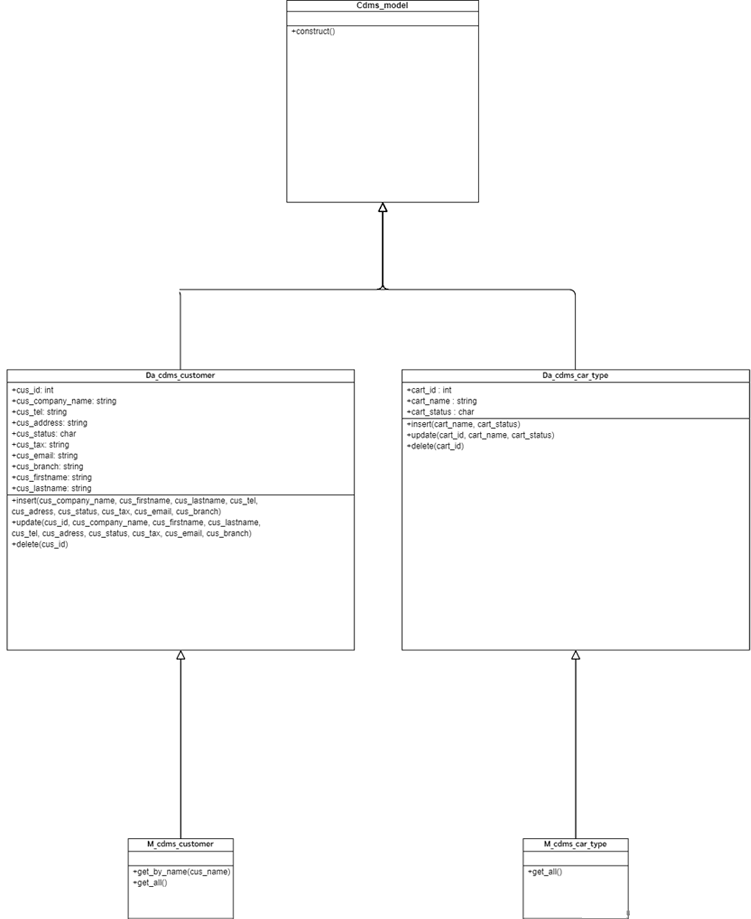 Cdms_model
+construct()
Da_cdms_customer
+cus_id: int
+cus_company_name: string
+cus_tel: string
+cus_address: string
+cus_status: char
+cus_tax: string
+cus_email: string
+cus_branch: string
+cus_firstname: string
+cus_lastname: string
+insert(cus_company_name, cus_firstname, cus_lastname, cus_tel,
cus_adress, cus_status, cus_tax, cus_email, cus_branch)
+update(cus_id, cus_company_name, cus_firstname, cus_lastname,
cus_tel, cus_adress, cus_status, cus_tax, cus_email, cus_branch)
+delete(cus_id)
Da_cdms_car_type
+cart_id : int
+cart_name : string
+cart_status : char
+insert(cart_name, cart_status)
+update(cart_id, cart_name, cart_status)
+delete(cart_id)
M_cdms_customer
+get_by_name(cus_name)
+get_all()
M_cdms_car_type
+get_all()